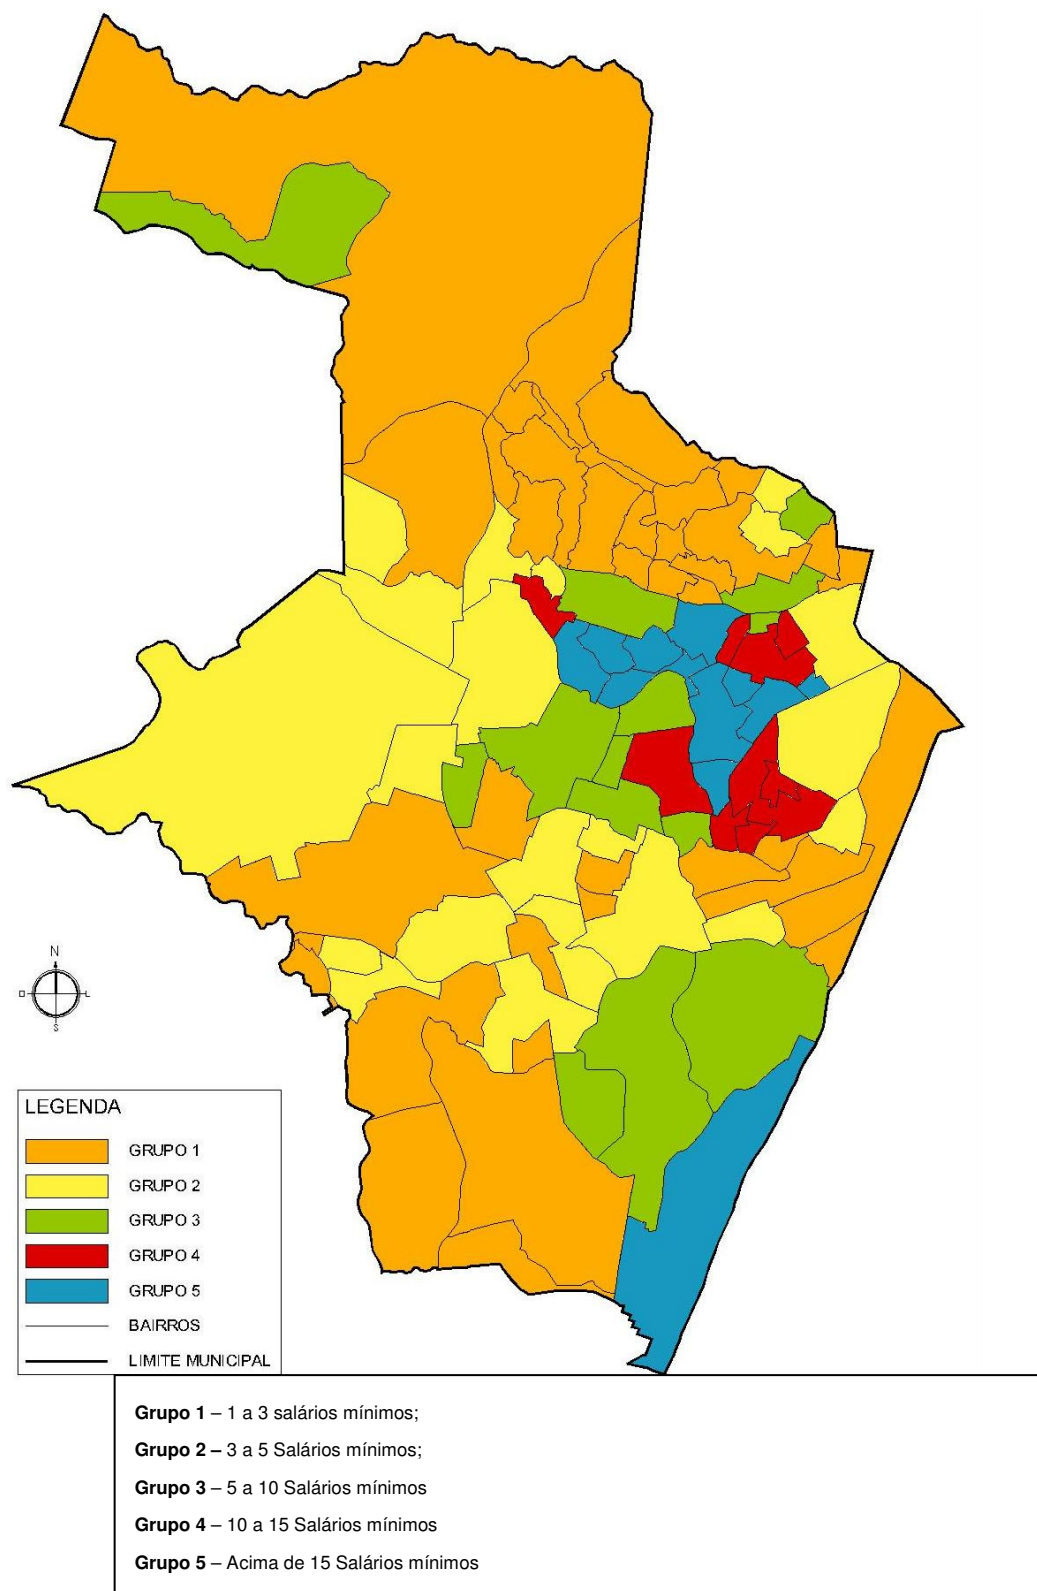 N
O
L
S
LEGENDA
GRUPO 1
GRUPO 2
GRUPO 3
GRUPO 4
GRUPO 5
BAIRROS
LIMITE MUNICIPAL
Grupo 1 – 1 a 3 salários mínimos;
Grupo 2 – 3 a 5 Salários mínimos;
Grupo 3 – 5 a 10 Salários mínimos
Grupo 4 – 10 a 15 Salários mínimos
Grupo 5 – Acima de 15 Salários mínimos